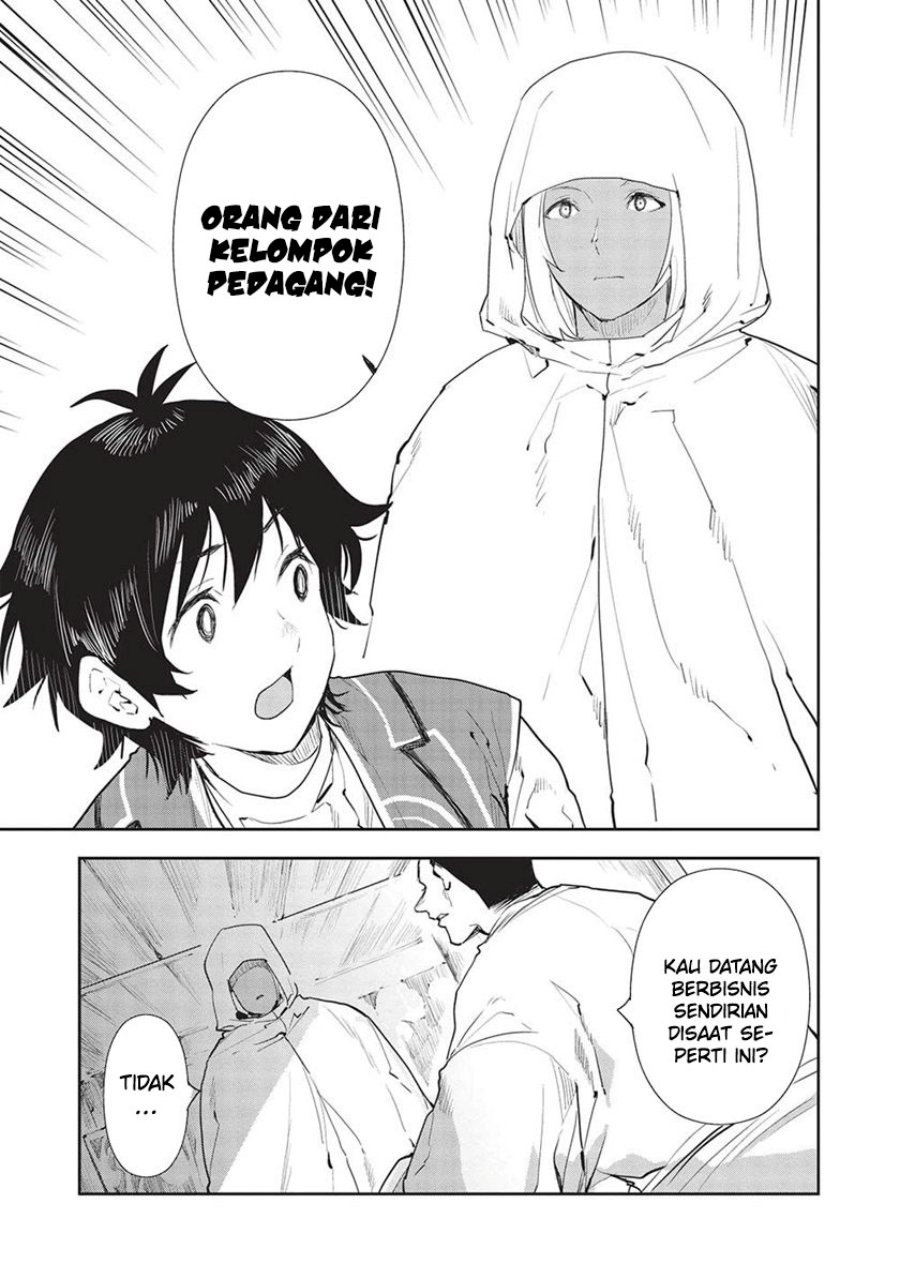 ORANG DARI
KELOMPOK
PEDAGANG!
KAU DATANG
BERBISNIS
SENDIRIAN
DISAAT SE-
PERTI INI?
TIDAK
...